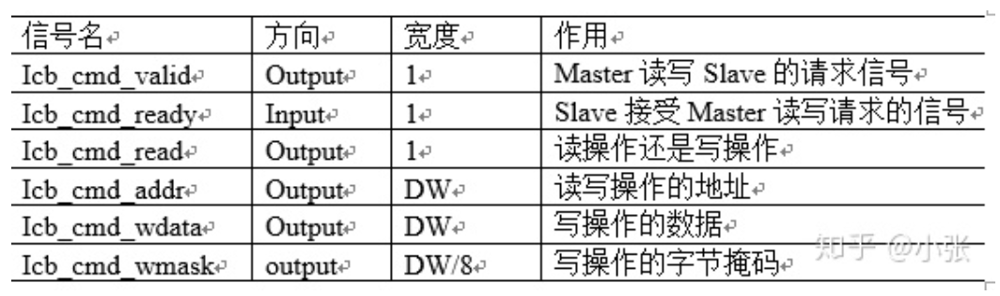 信号名 方向 宽度 作用
Icb_cmd_valid Output 1 Master 读写 Slave 的请求信号
Icb_cmd_ready Input 1 Slave 接受 Master 读写请求的信号
Icb_cmd_read Output 1 读操作还是写操作
Icb_cmd_addr Output DW 读写操作的地址
Icb_cmd_wdata Output DW 写操作的数据
Icb_cmd_wmask output DW/8 写操作的字节掩码
知乎 @小张